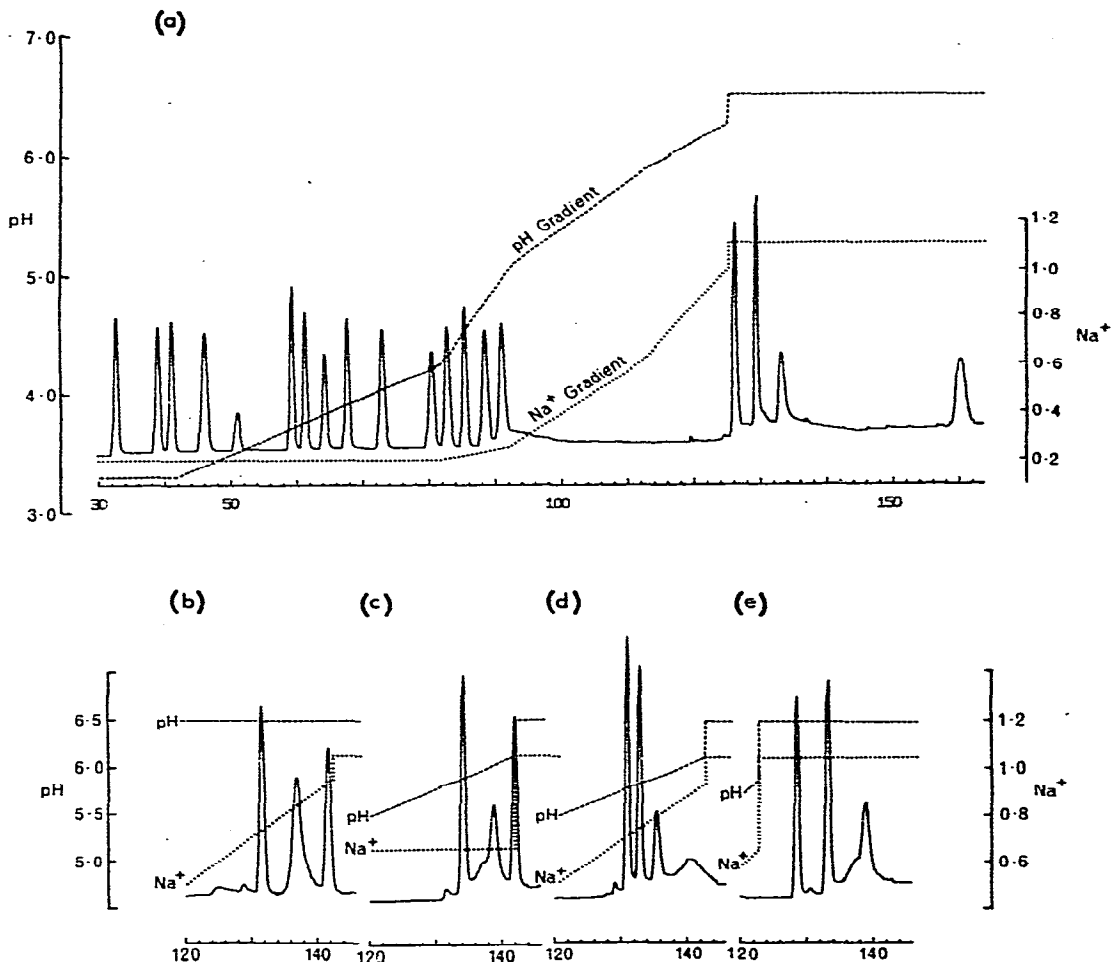 (a)
7·0
6·0
pH
5·0
4·0
3·0
pH Gradient
Na⁺ Gradient
1·2
1·0
0·8
Na⁺
0·6
0·4
0·2
30 50 100 150
(b) (c) (d) (e)
6·5
6·0
pH
5·5
5·0
pH
Na⁺
pH
Na⁺
pH
Na⁺
pH
Na⁺
1·2
1·0
Na⁺
0·8
0·6
120 140 120 140 120 140 120 140